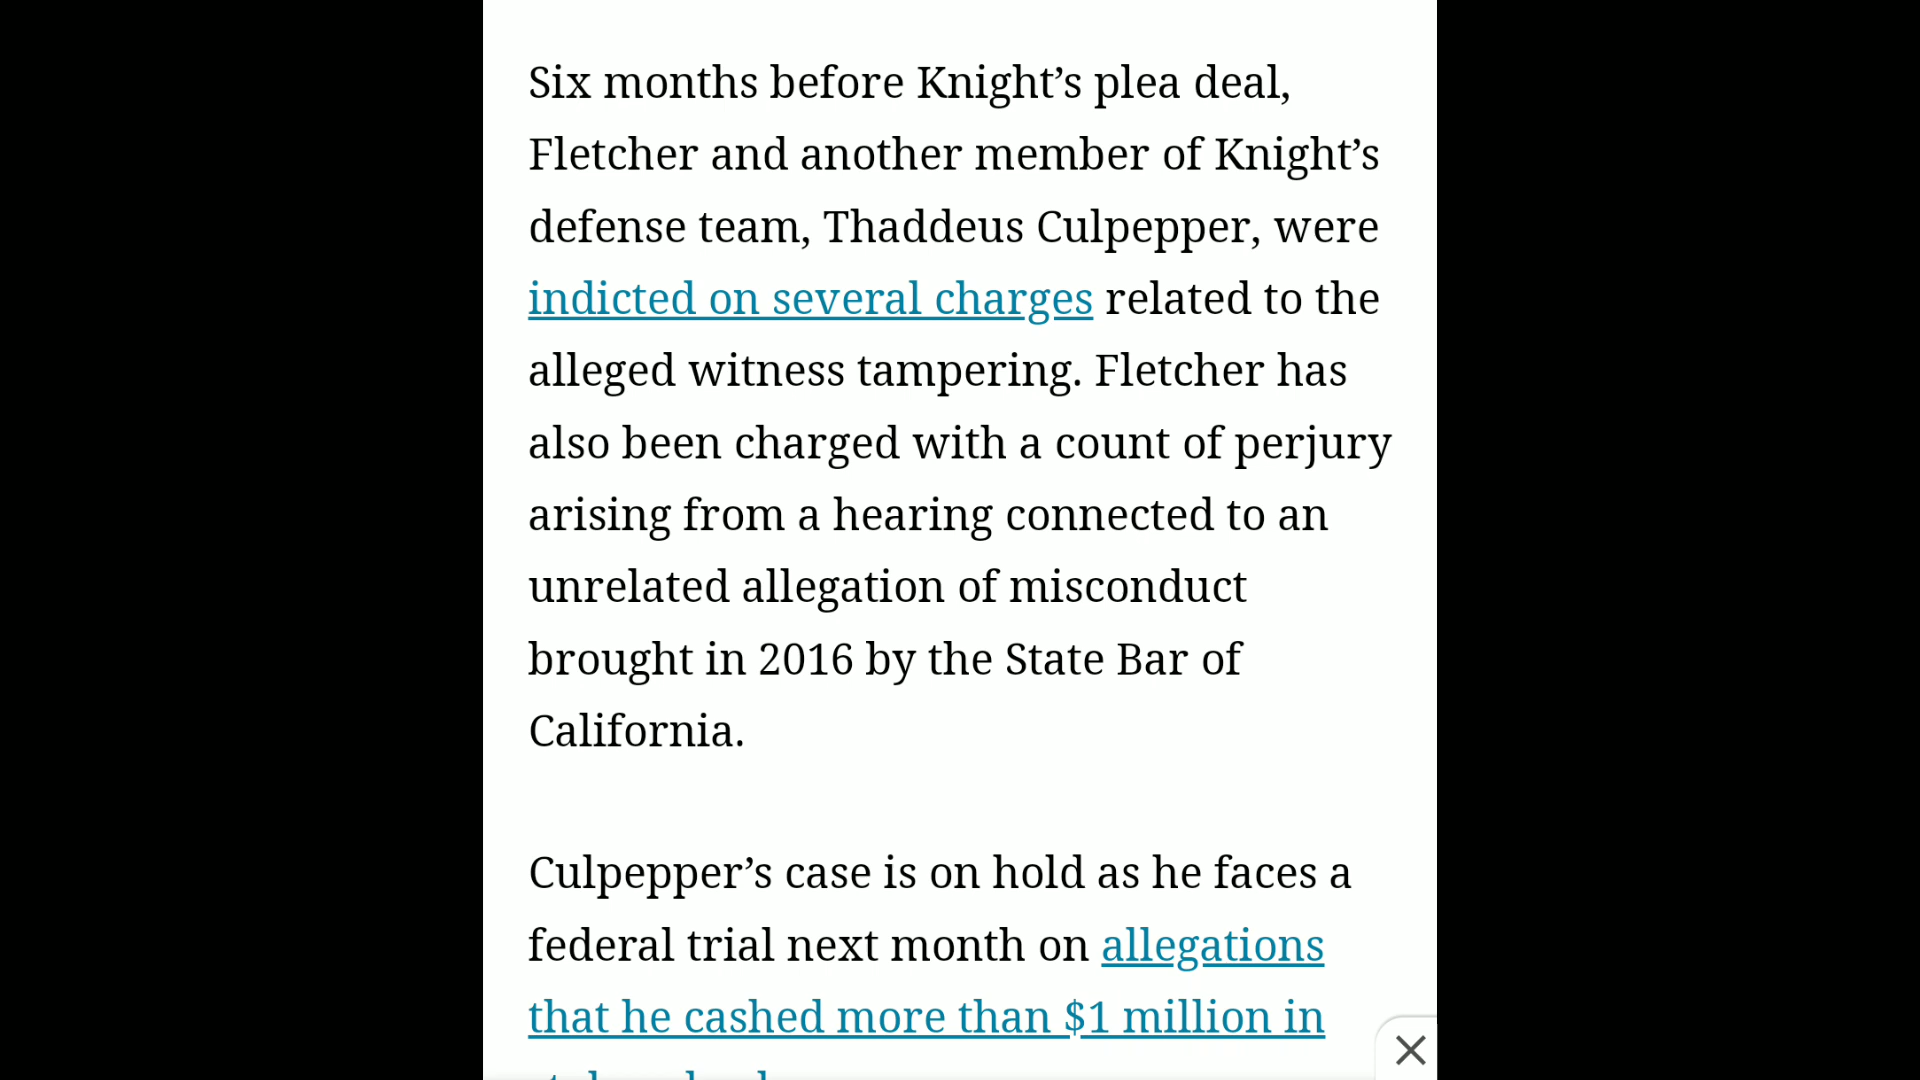 Six months before Knight’s plea deal,
Fletcher and another member of Knight’s
defense team, Thaddeus Culpepper, were
indicted on several charges related to the
alleged witness tampering. Fletcher has
also been charged with a count of perjury
arising from a hearing connected to an
unrelated allegation of misconduct
brought in 2016 by the State Bar of
California.
Culpepper’s case is on hold as he faces a
federal trial next month on allegations
that he cashed more than $1 million in